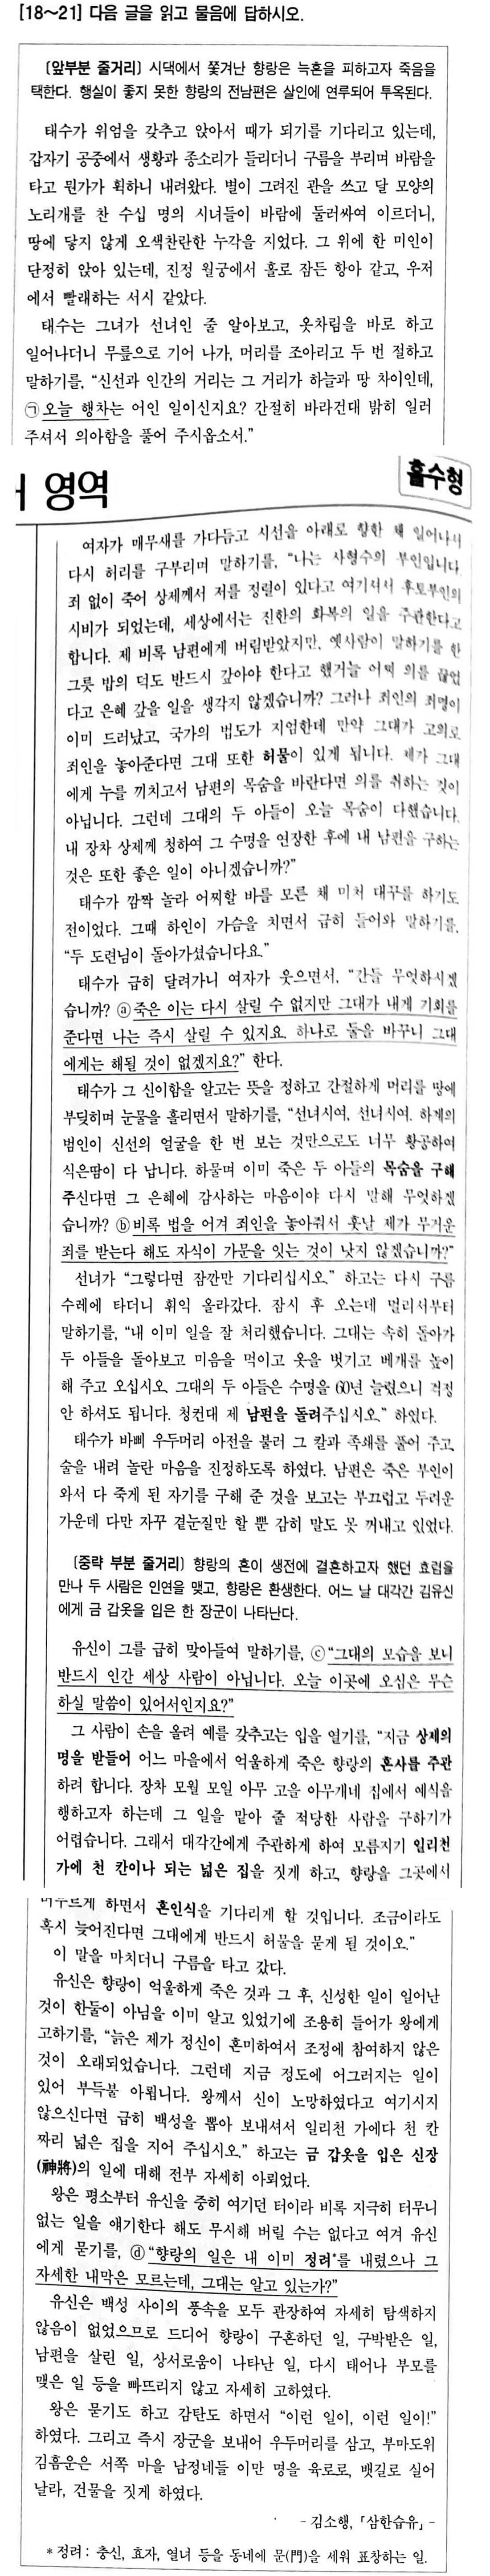 [18～21] 다음 글을 읽고 물음에 답하시오.
[앞부분 줄거리] 시댁에서 쫓겨난 향랑은 늑혼을 피하고자 죽음을
택한다. 행실이 좋지 못한 향랑의 전남편은 살인에 연루되어 투옥된다.
태수가 위엄을 갖추고 앉아서 때가 되기를 기다리고 있는데,
갑자기 공중에서 생황과 종소리가 들리더니 구름을 부리며 바람을
타고 뭔가가 휙하니 내려왔다. 별이 그려진 관을 쓰고 달 모양의
노리개를 찬 수십 명의 시녀들이 바람에 둘러싸여 이르더니,
땅에 닿지 않게 오색찬란한 누각을 지었다. 그 위에 한 미인이
단정히 앉아 있는데, 진정 월궁에서 홀로 잠든 항아 같고, 우저
에서 빨래하는 서시 같았다.
태수는 그녀가 선녀인 줄 알아보고, 옷차림을 바로 하고
일어나더니 무릎으로 기어 나가, 머리를 조아리고 두 번 절하고
말하기를, “신선과 인간의 거리는 그 거리가 하늘과 땅 차이인데,
㉠오늘 행차는 어인 일이신지요? 간절히 바라건대 밝히 일러
주셔서 의아함을 풀어 주시옵소서.”
어 영역
홀수형
여자가 매무새를 가다듬고 시선을 아래로 향한 채 일어나서
다시 허리를 구부리며 말하기를, “나는 사형수의 부인입니다.
죄 없이 죽어 상제께서 저를 정렬이 있다고 여기셔서 후토부인의
시비가 되었는데, 세상에서는 진한의 화복의 일을 주관한다고
합니다. 제 비록 남편에게 버림받았지만, 옛사람이 말하기를 한
그릇 밥의 덕도 반드시 갚아야 한다고 했거늘 어찌 의를 끊었
다고 은혜 갚을 일을 생각지 않겠습니까? 그러나 죄인의 죄명이
이미 드러났고, 국가의 법도가 지엄한데 만약 그대가 고의로
죄인을 놓아준다면 그대 또한 허물이 있게 됩니다. 제가 그대
에게 누를 끼치고서 남편의 목숨을 바란다면 의를 취하는 것이
아닙니다. 그런데 그대의 두 아들이 오늘 목숨이 다했습니다.
내 장차 상제께 청하여 그 수명을 연장한 후에 내 남편을 구하는
것은 또한 좋은 일이 아니겠습니까?”
태수가 깜짝 놀라 어찌할 바를 모른 채 미처 대꾸를 하기도
전이었다. 그때 하인이 가슴을 치면서 급히 들어와 말하기를,
“두 도련님이 돌아가셨습니다요.”
태수가 급히 달려가니 여자가 웃으면서, “간들 무엇하시겠
습니까? ⓐ죽은 이는 다시 살릴 수 없지만 그대가 내게 기회를
준다면 나는 즉시 살릴 수 있지요. 하나로 둘을 바꾸니 그대
에게는 해될 것이 없겠지요?” 한다.
태수가 그 신이함을 알고는 뜻을 정하고 간절하게 머리를 땅에
부딪히며 눈물을 흘리면서 말하기를, “선녀시여, 선녀시여. 하계의
범인이 신선의 얼굴을 한 번 보는 것만으로도 너무 황공하여
식은땀이 다 납니다. 하물며 이미 죽은 두 아들의 목숨을 구해
주신다면 그 은혜에 감사하는 마음이야 다시 말해 무엇하겠
습니까? ⓑ비록 법을 어겨 죄인을 놓아줘서 훗날 제가 무거운
죄를 받는다 해도 자식이 가문을 잇는 것이 낫지 않겠습니까?”
선녀가 “그렇다면 잠깐만 기다리십시오.” 하고는 다시 구름
수레에 타더니 휘익 올라갔다. 잠시 후 오는데 멀리서부터
말하기를, “내 이미 일을 잘 처리했습니다. 그대는 속히 돌아가
두 아들을 돌아보고 미음을 먹이고 옷을 벗기고 베개를 높이
해 주고 오십시오. 그대의 두 아들은 수명을 60년 늘렸으니 걱정
안 하셔도 됩니다. 청컨대 제 남편을 돌려주십시오.” 하였다.
태수가 바삐 우두머리 아전을 불러 그 칼과 족쇄를 풀어 주고,
술을 내려 놀란 마음을 진정하도록 하였다. 남편은 죽은 부인이
와서 다 죽게 된 자기를 구해 준 것을 보고는 부끄럽고 두려운
가운데 다만 자꾸 곁눈질만 할 뿐 감히 말도 못 꺼내고 있었다.
[중략 부분 줄거리] 향랑의 혼이 생전에 결혼하고자 했던 효렴을
만나 두 사람은 인연을 맺고, 향랑은 환생한다. 어느 날 대각간 김유신
에게 금 갑옷을 입은 한 장군이 나타난다.
유신이 그를 급히 맞아들여 말하기를, ⓒ“그대의 모습을 보니
반드시 인간 세상 사람이 아닙니다. 오늘 이곳에 오심은 무슨
하실 말씀이 있어서인지요?”
그 사람이 손을 올려 예를 갖추고는 입을 열기를, “지금 상제의
명을 받들어 어느 마을에서 억울하게 죽은 향랑의 혼사를 주관
하려 합니다. 장차 모월 모일 아무 고을 아무개네 집에서 예식을
행하고자 하는데 그 일을 맡아 줄 적당한 사람을 구하기가
어렵습니다. 그래서 대각간에게 주관하게 하여 모름지기 일리천
가에 천 칸이나 되는 넓은 집을 짓게 하고, 향랑을 그곳에서
머무르게 하면서 혼인식을 기다리게 할 것입니다. 조금이라도
혹시 늦어진다면 그대에게 반드시 허물을 묻게 될 것이오.”
이 말을 마치더니 구름을 타고 갔다.
유신은 향랑이 억울하게 죽은 것과 그 후, 신성한 일이 일어난
것이 한둘이 아님을 이미 알고 있었기에 조용히 들어가 왕에게
고하기를, “늙은 제가 정신이 혼미하여서 조정에 참여하지 않은
것이 오래되었습니다. 그런데 지금 정도에 어그러지는 일이
있어 부득불 아룁니다. 왕께서 신이 노망하였다고 여기시지
않으신다면 급히 백성을 뽑아 보내셔서 일리천 가에다 천 칸
짜리 넓은 집을 지어 주십시오.” 하고는 금 갑옷을 입은 신장
(神將)의 일에 대해 전부 자세히 아뢰었다.
왕은 평소부터 유신을 중히 여기던 터이라 비록 지극히 터무니
없는 일을 얘기한다 해도 무시해 버릴 수는 없다고 여겨 유신
에게 묻기를, ⓓ“향랑의 일은 내 이미 정려*를 내렸으나 그
자세한 내막은 모르는데, 그대는 알고 있는가?”
유신은 백성 사이의 풍속을 모두 관장하여 자세히 탐색하지
않음이 없었으므로 드디어 향랑이 구혼하던 일, 구박받은 일,
남편을 살린 일, 상서로움이 나타난 일, 다시 태어나 부모를
맺은 일 등을 빠뜨리지 않고 자세히 고하였다.
왕은 묻기도 하고 감탄도 하면서 “이런 일이, 이런 일이!”
하였다. 그리고 즉시 장군을 보내어 우두머리를 삼고, 부마도위
김흠운은 서쪽 마을 남정네들 이만 명을 육로로, 뱃길로 실어
날라, 건물을 짓게 하였다.
- 김소행, 「삼한습유」 -
* 정려 : 충신, 효자, 열녀 등을 동네에 문(門)을 세워 표창하는 일.